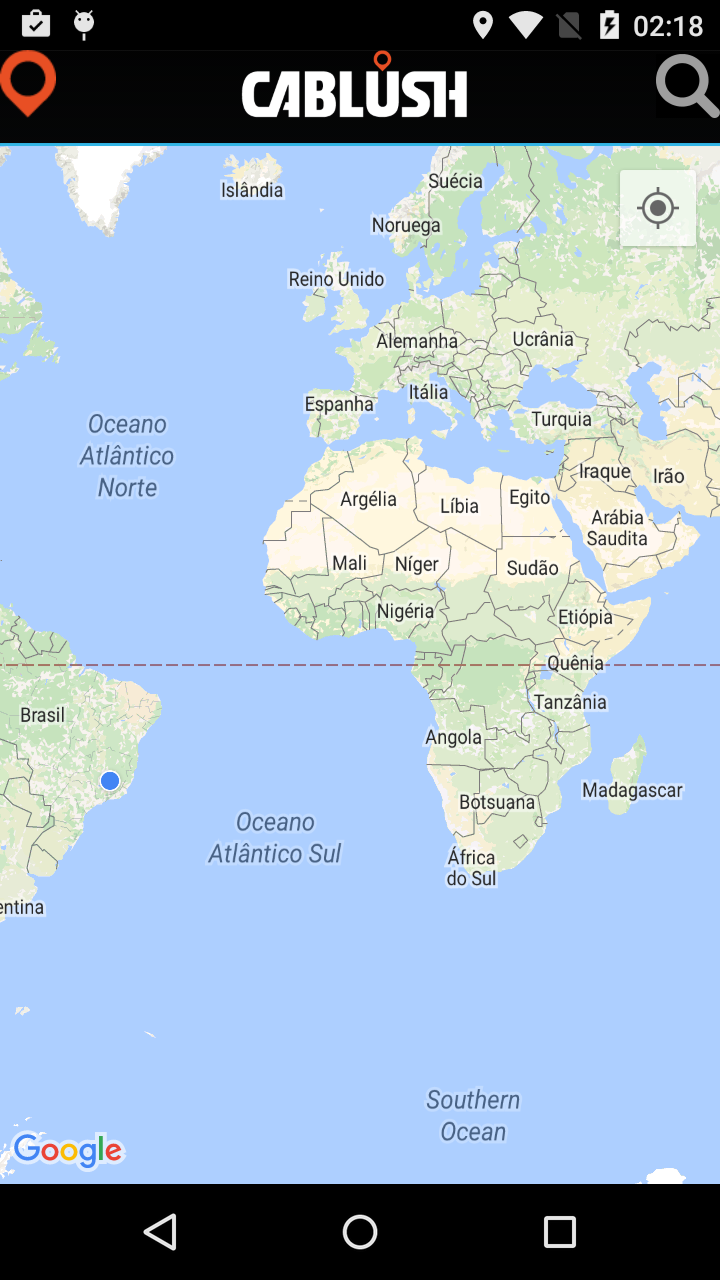 02:18
CABLUSH
Islândia
Suécia
Noruega
Reino Unido
Alemanha
Ucrânia
Itália
Espanha
Turquia
Oceano
Atlântico
Norte
Iraque
Irão
Argélia
Líbia
Egito
Arábia
Saudita
Mali
Níger
Sudão
Nigéria
Etiópia
Quênia
Tanzânia
Brasil
Angola
Madagascar
Botsuana
Oceano
Atlântico Sul
África
do Sul
entina
Southern
Ocean
Google